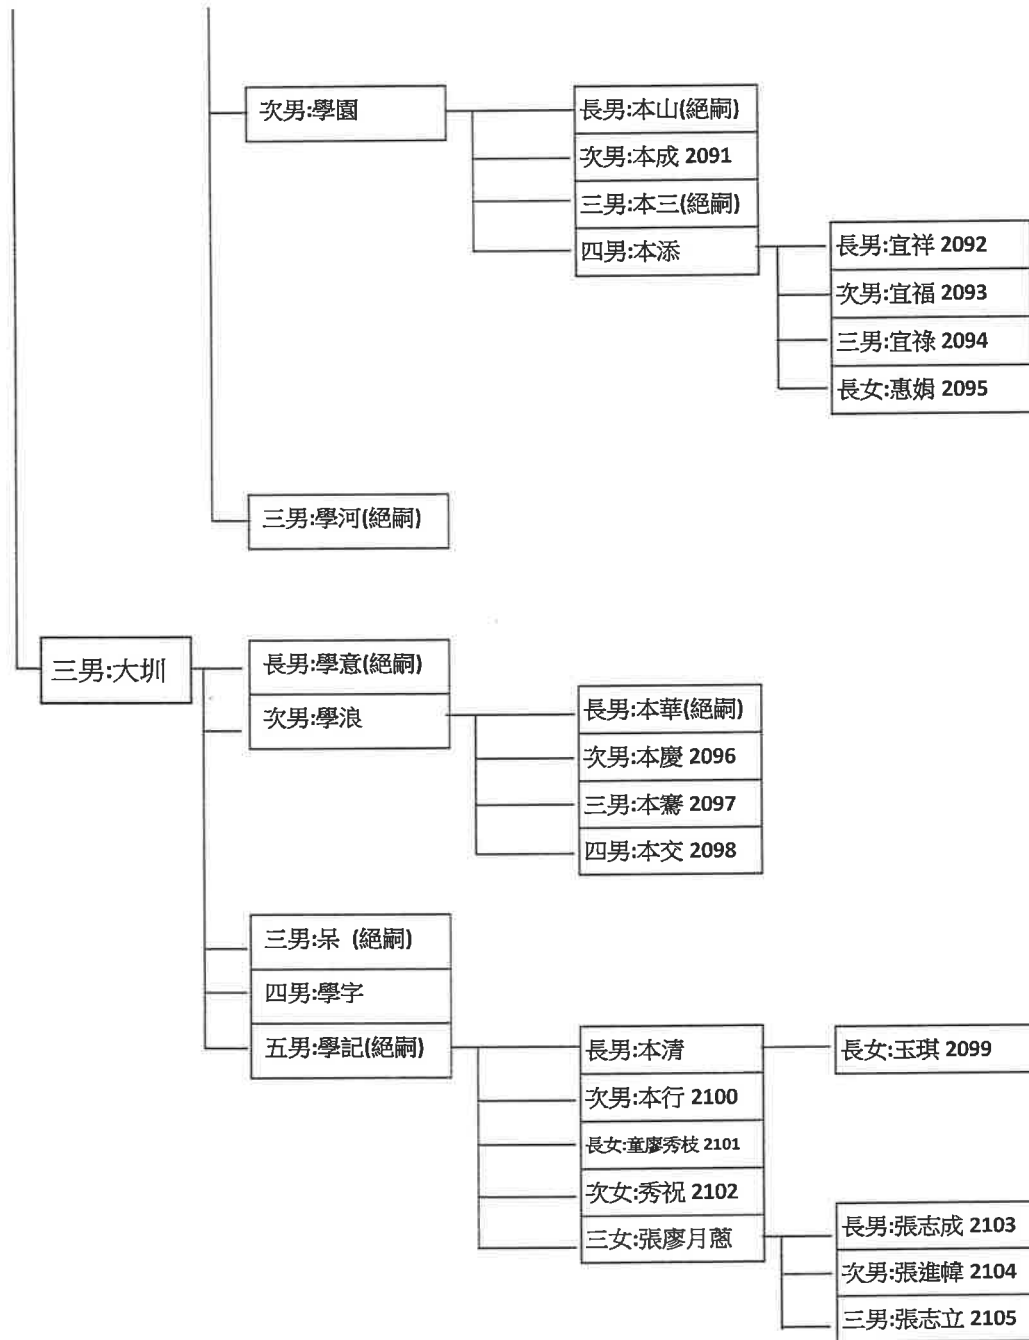 次男:學園
長男:本山(絕嗣)
次男:本成 2091
三男:本三(絕嗣)
四男:本添
長男:宜祥 2092
次男:宜福 2093
三男:宜祿 2094
長女:惠娟 2095
三男:學河(絕嗣)
三男:大圳
長男:學意(絕嗣)
次男:學浪
長男:本華(絕嗣)
次男:本慶 2096
三男:本騫 2097
四男:本交 2098
三男:呆 (絕嗣)
四男:學字
五男:學記(絕嗣)
長男:本清
長女:玉琪 2099
次男:本行 2100
長女:童廖秀枝 2101
次女:秀祝 2102
三女:張廖月蒽
長男:張志成 2103
次男:張進幃 2104
三男:張志立 2105